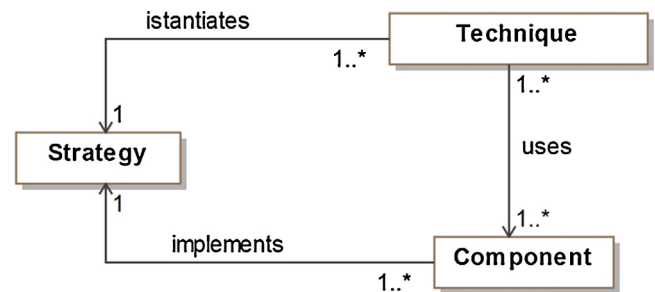 istantiates
Technique
1..*
1..*
1
Strategy
uses
1
1..*
implements
Component
1..*